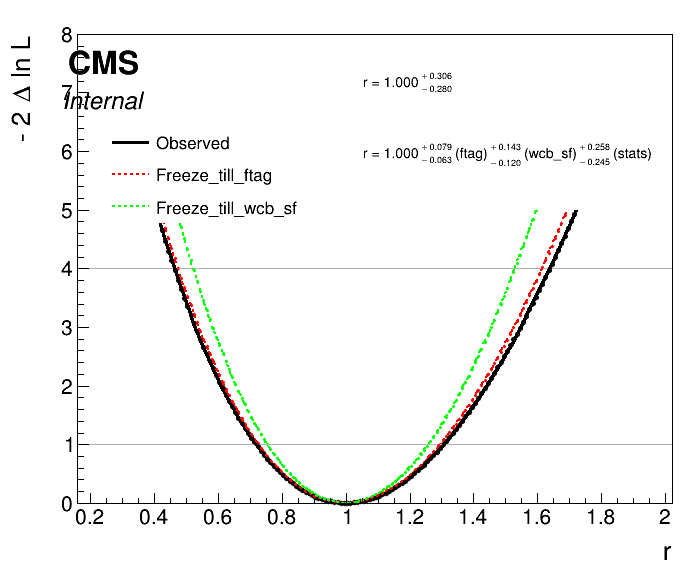 - 2 Δ ln L
8
7
6
5
4
3
2
1
0
CMS
Internal
r = 1.000 + 0.306 − 0.280
r = 1.000 + 0.079 − 0.063 (ftag) + 0.143 − 0.120 (wcb_sf) + 0.258 − 0.245 (stats)
Observed
Freeze_till_ftag
Freeze_till_wcb_sf
0.2 0.4 0.6 0.8 1 1.2 1.4 1.6 1.8 2
r